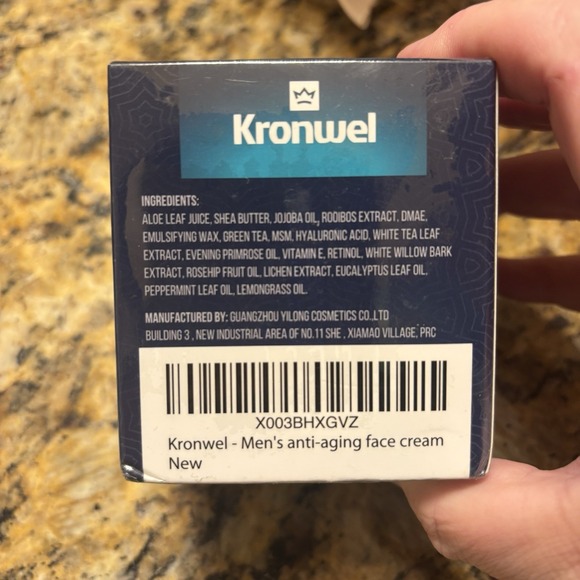 Kronwel
INGREDIENTS:
ALOE LEAF JUICE, SHEA BUTTER, JOJOBA OIL, ROOIBOS EXTRACT, DMAE,
EMULSIFYING WAX, GREEN TEA, MSM, HYALURONIC ACID, WHITE TEA LEAF
EXTRACT, EVENING PRIMROSE OIL, VITAMIN E, RETINOL, WHITE WILLOW BARK
EXTRACT, ROSEHIP FRUIT OIL, LICHEN EXTRACT, EUCALYPTUS LEAF OIL.
PEPPERMINT LEAF OIL, LEMONGRASS OIL.
MANUFACTURED BY: GUANGZHOU YILONG COSMETICS CO.,LTD
BUILDING 3 , NEW INDUSTRIAL AREA OF NO.11 SHE , XIAMAO VILLAGE, PRC
X003BHXGVZ
Kronwel - Men's anti-aging face cream
New